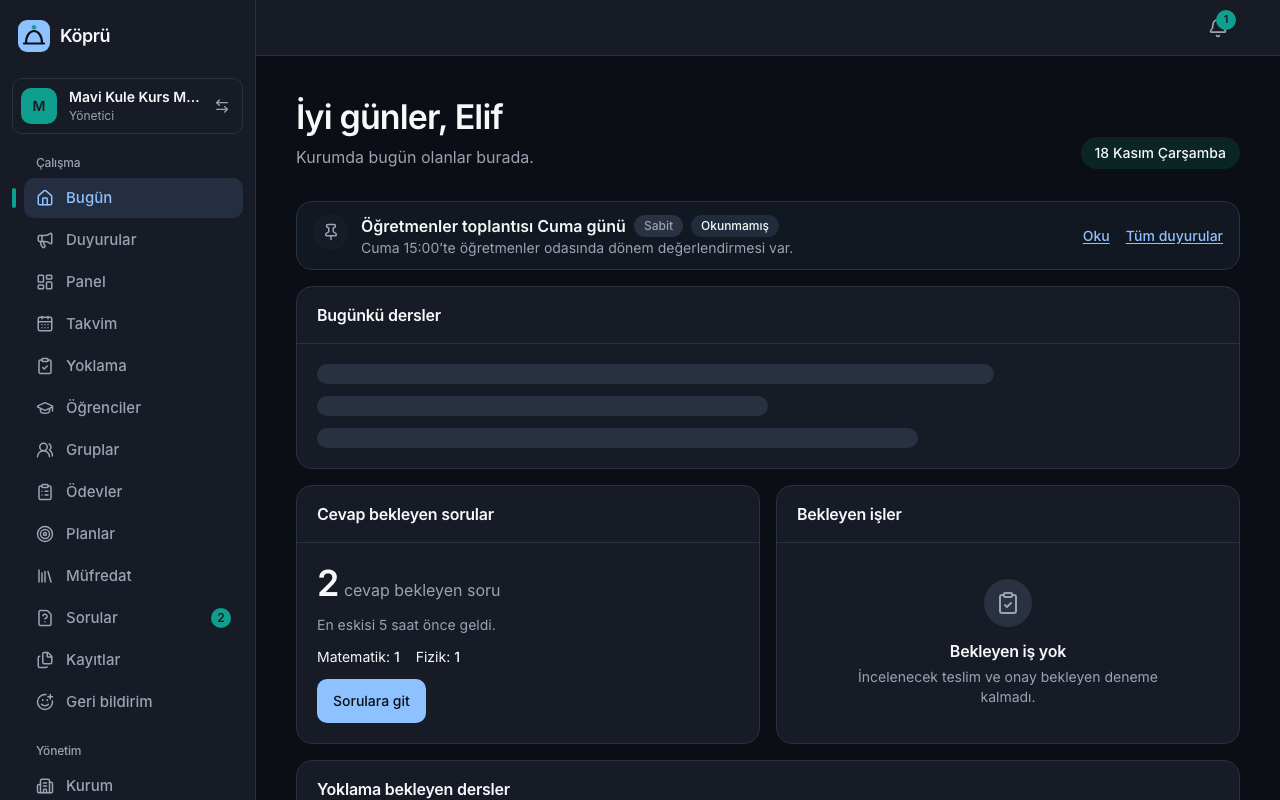 Köprü
M
Mavi Kule Kurs M...
Yönetici
Çalışma
Bugün
Duyurular
Panel
Takvim
Yoklama
Öğrenciler
Gruplar
Ödevler
Planlar
Müfredat
Sorular 2
Kayıtlar
Geri bildirim
Yönetim
Kurum
1
İyi günler, Elif
Kurumda bugün olanlar burada.
18 Kasım Çarşamba
Öğretmenler toplantısı Cuma günü Sabit Okunmamış
Cuma 15:00’te öğretmenler odasında dönem değerlendirmesi var.
Oku Tüm duyurular
Bugünkü dersler
Cevap bekleyen sorular
2 cevap bekleyen soru
En eskisi 5 saat önce geldi.
Matematik: 1 Fizik: 1
Sorulara git
Bekleyen işler
Bekleyen iş yok
İncelenecek teslim ve onay bekleyen deneme
kalmadı.
Yoklama bekleyen dersler